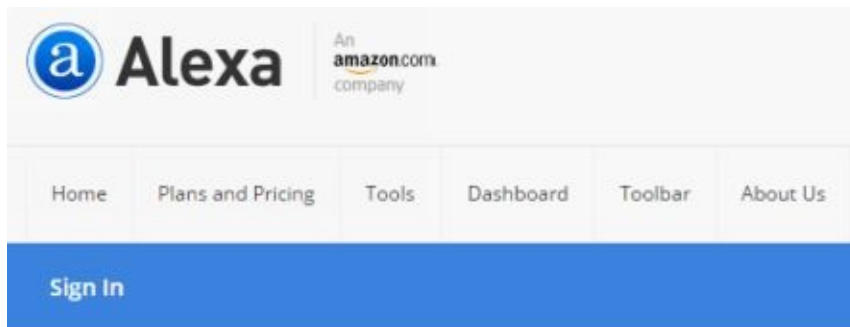 a Alexa
An
amazon.com
company
Home Plans and Pricing Tools Dashboard Toolbar About Us
Sign In